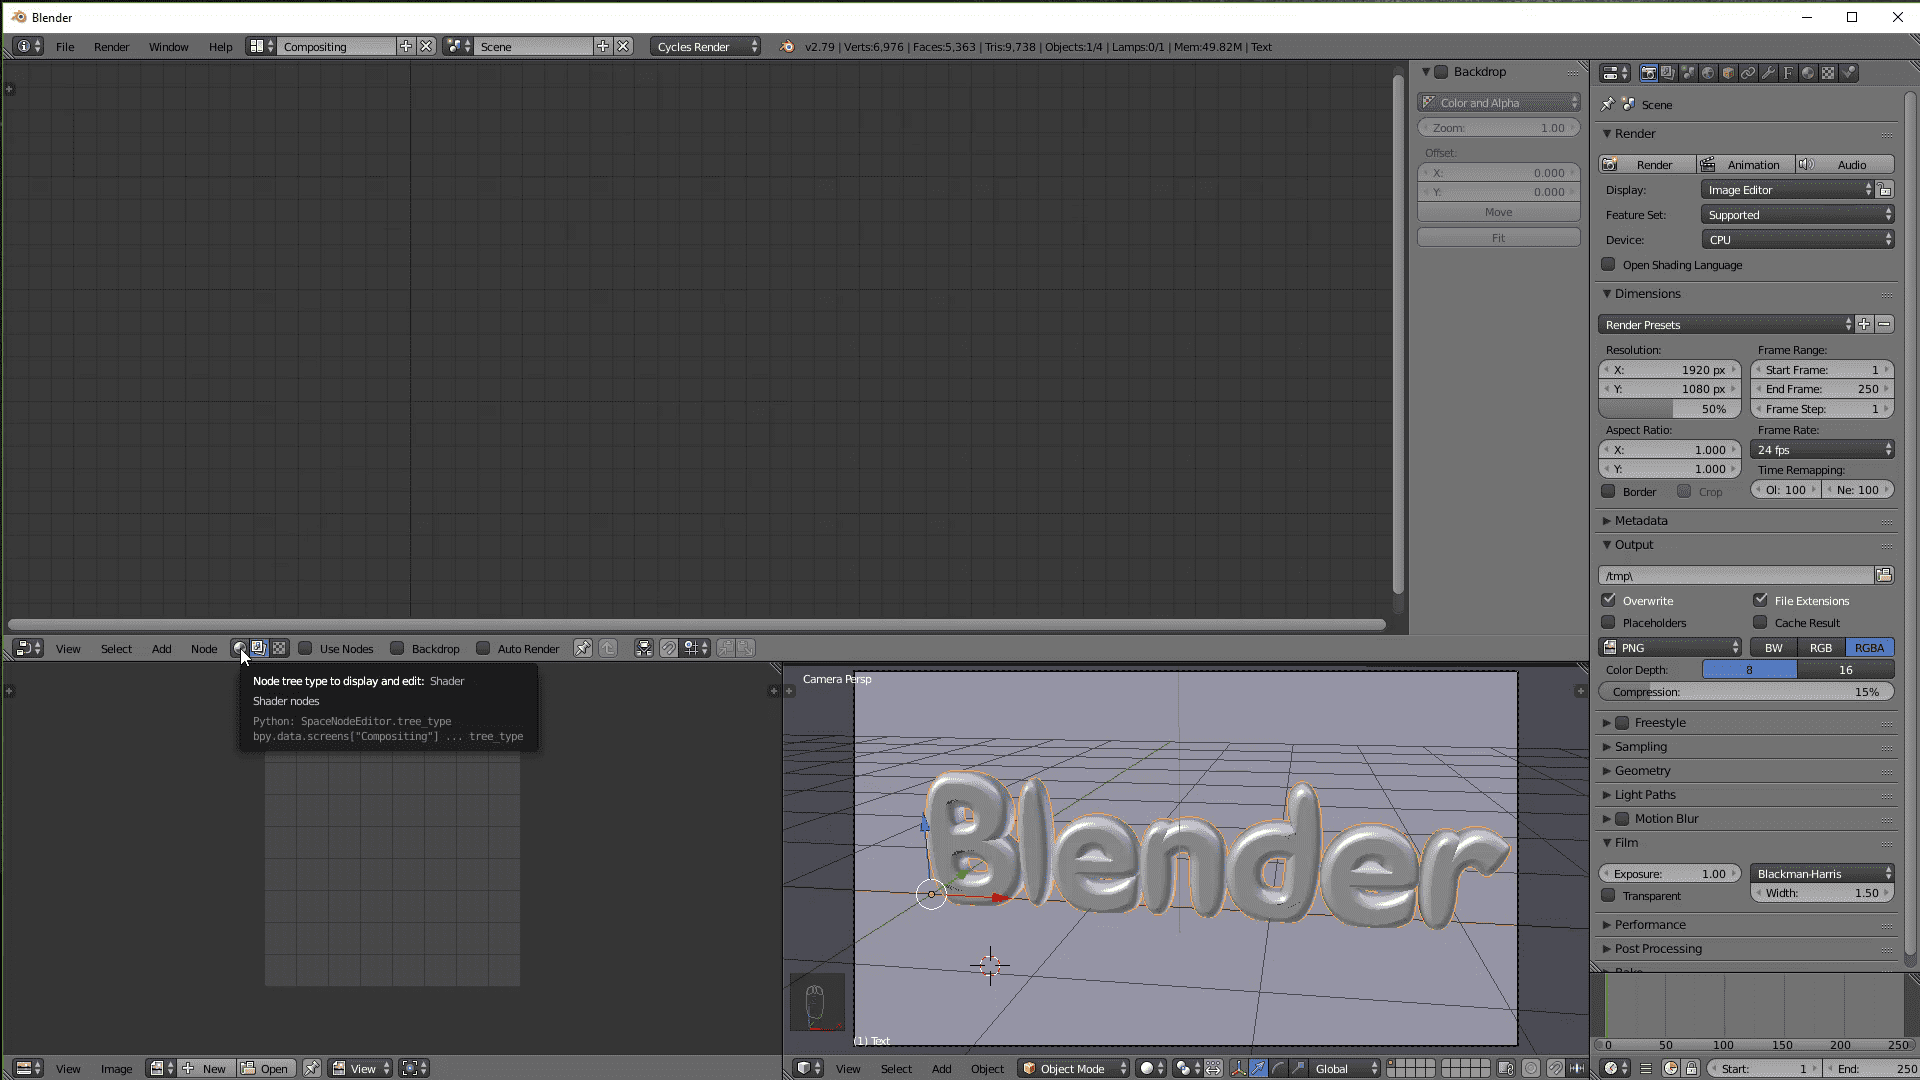 Blender
File Render Window Help Compositing Scene Cycles Render v2.79 | Verts:6,976 | Faces:5,363 | Tris:9,738 | Objects:1/4 | Lamps:0/1 | Mem:49.82M | Text
Backdrop
Color and Alpha
Zoom: 1.00
Offset:
X: 0.000
Y: 0.000
Move
Fit
Scene
Render
Render Animation Audio
Display: Image Editor
Feature Set: Supported
Device: CPU
Open Shading Language
Dimensions
Render Presets
Resolution: Frame Range:
X: 1920 px Start Frame: 1
Y: 1080 px End Frame: 250
50% Frame Step: 1
Aspect Ratio: Frame Rate:
X: 1.000 24 fps
Y: 1.000 Time Remapping:
Border Crop Ol: 100 Ne: 100
Metadata
Output
/tmp\
Overwrite File Extensions
Placeholders Cache Result
PNG BW RGB RGBA
Color Depth: 8 16
Compression: 15%
Freestyle
Sampling
Geometry
Light Paths
Motion Blur
Film
Exposure: 1.00 Blackman-Harris
Transparent Width: 1.50
Performance
Post Processing
View Select Add Node Use Nodes Backdrop Auto Render
Node tree type to display and edit: Shader
Shader nodes
Python: SpaceNodeEditor.tree_type
bpy.data.screens["Compositing"] ... tree_type
Camera Persp
Blender
(1) Text
0 50 100 150 200 250
View Image New Open View
View Select Add Object Object Mode Global
Start: 1 End: 250